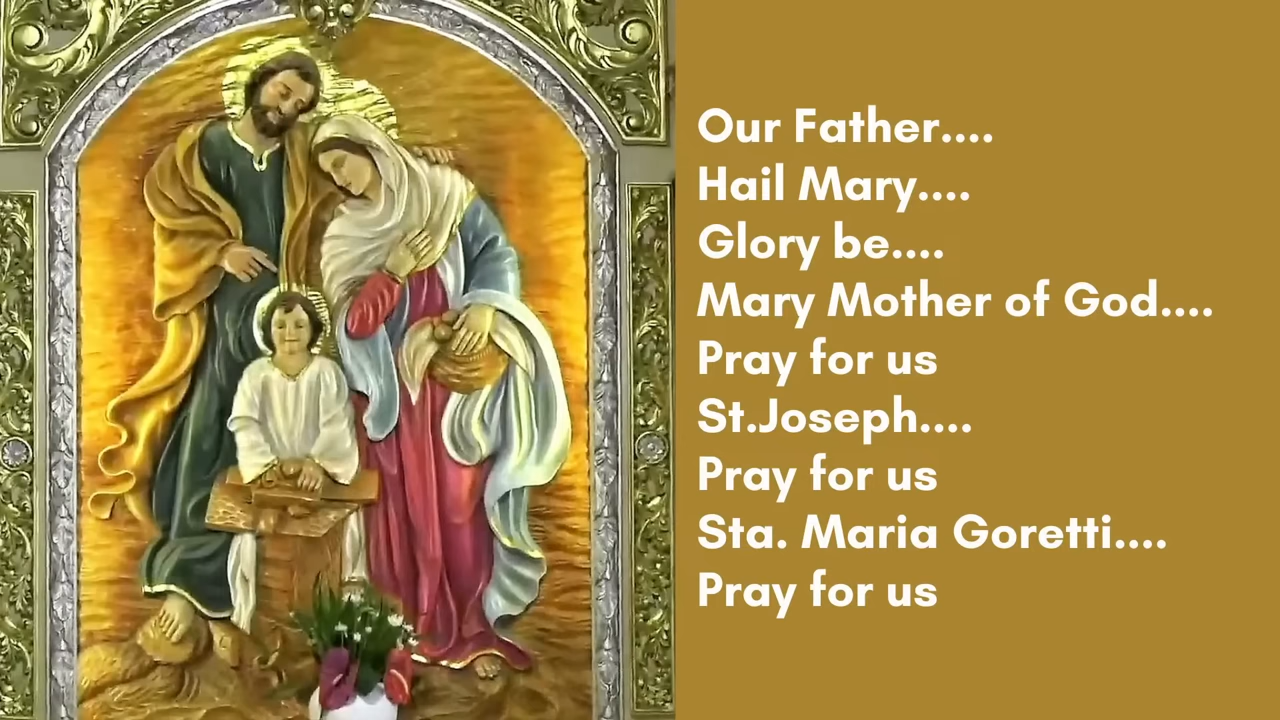 Our Father....
Hail Mary....
Glory be....
Mary Mother of God....
Pray for us
St.Joseph....
Pray for us
Sta. Maria Goretti....
Pray for us